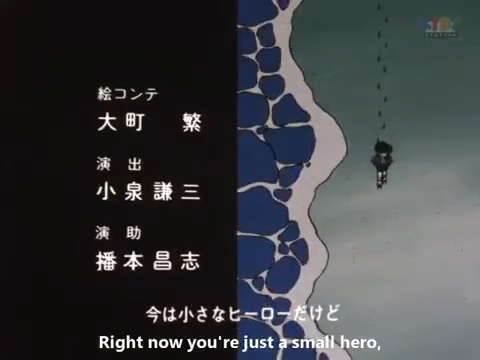 絵コンテ
大町 繁
演出
小泉謙三
演助
播本昌志
今は小さなヒーローだけど
Right now you're just a small hero,